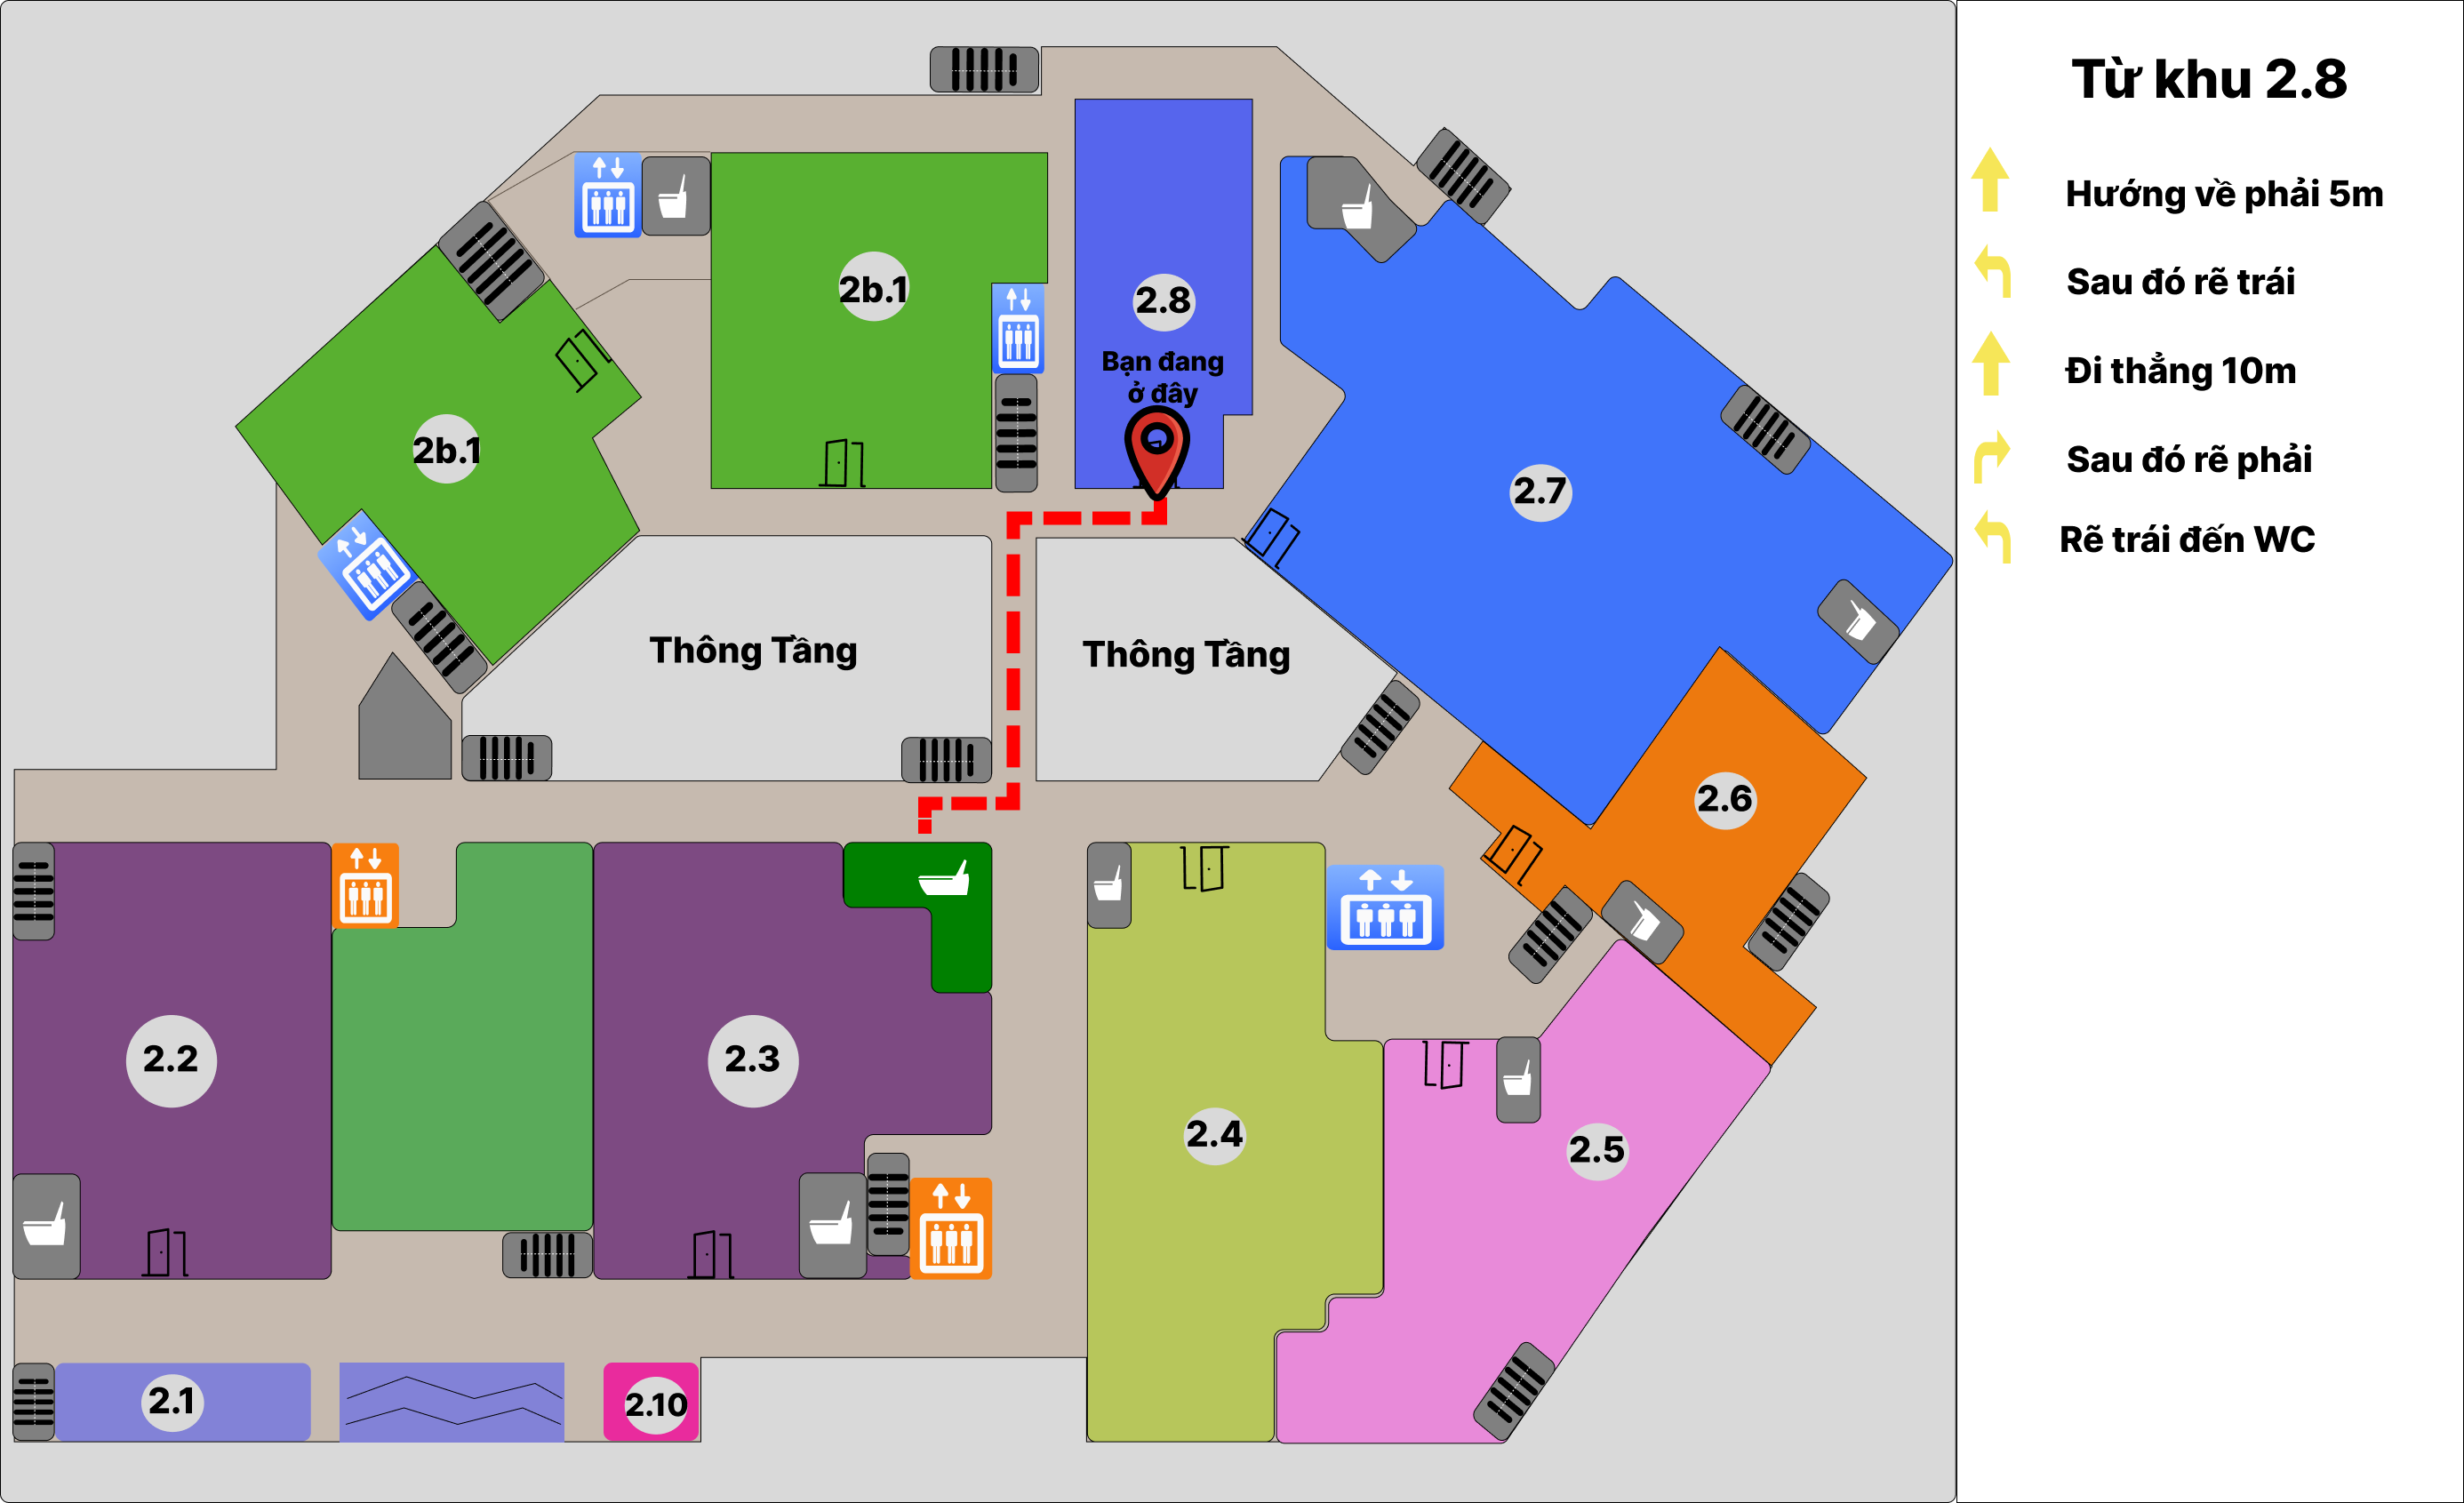 Từ khu 2.8
Hướng về phải 5m
Sau đó rẽ trái
Đi thẳng 10m
Sau đó rẽ phải
Rẽ trái đến WC
2b.1
2.8
Bạn đang
ở đây
2b.1
2.7
Thông Tầng
Thông Tầng
2.6
2.2
2.3
2.4
2.5
2.1
2.10